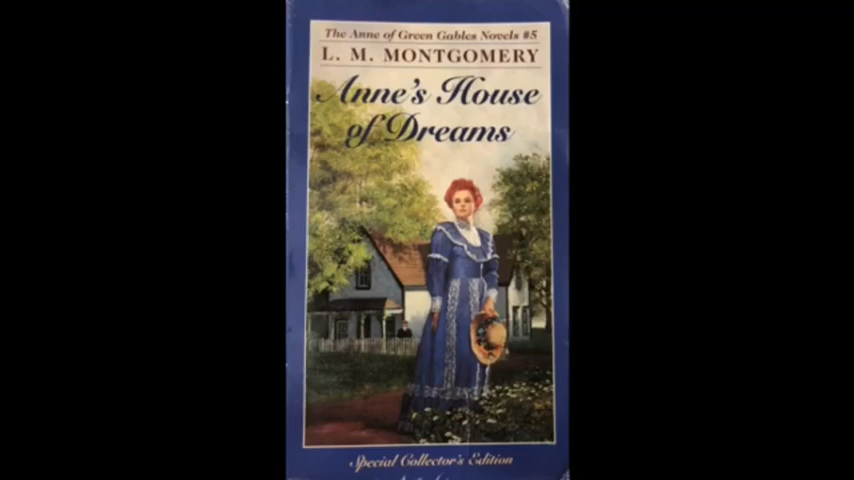 The Anne of Green Gables Novels #5
L. M. MONTGOMERY
Anne's House
of Dreams
Special Collector's Edition